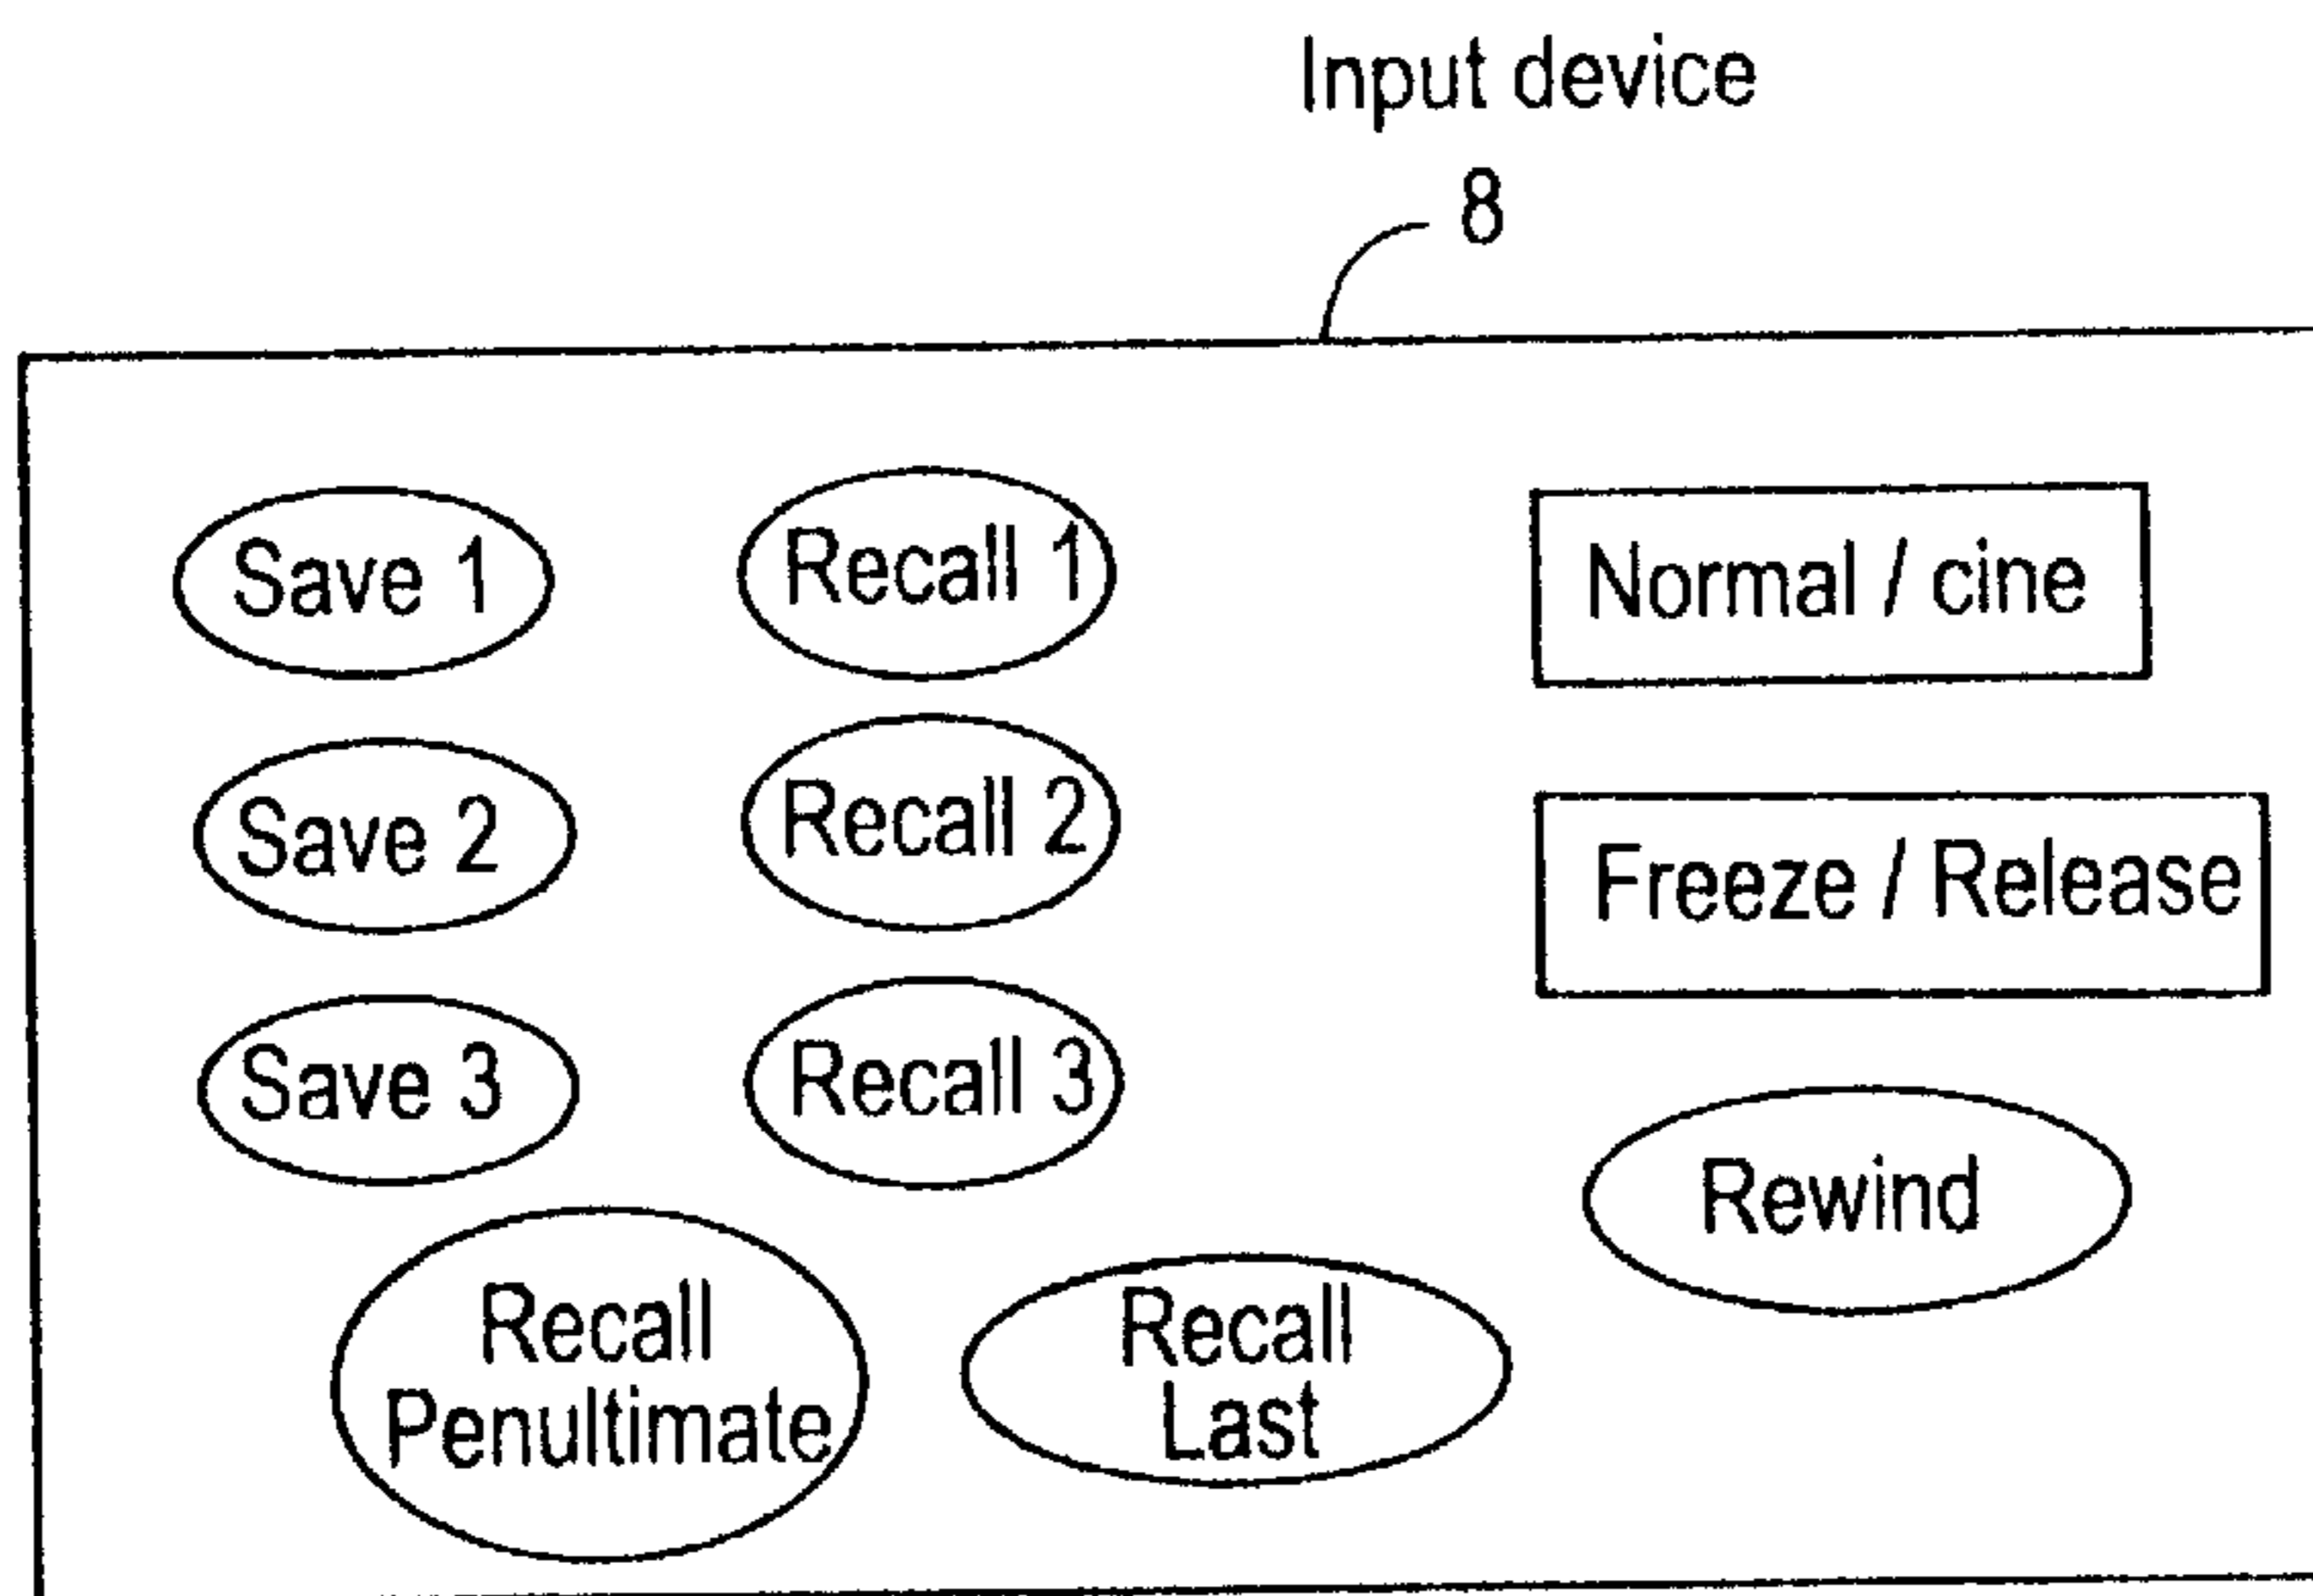 Input device
8
Save 1
Recall 1
Normal / cine
Save 2
Recall 2
Freeze / Release
Save 3
Recall 3
Rewind
Recall
Penultimate
Recall
Last